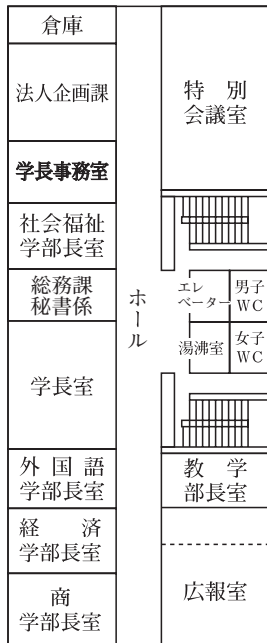 倉庫
法人企画課
学長事務室
社会福祉
学部長室
総務課
秘書係
学長室
外国語
学部長室
経済
学部長室
商
学部長室
ホール
特別
会議室
エレ
ベーター
男子
WC
湯沸室
女子
WC
教学
部長室
広報室